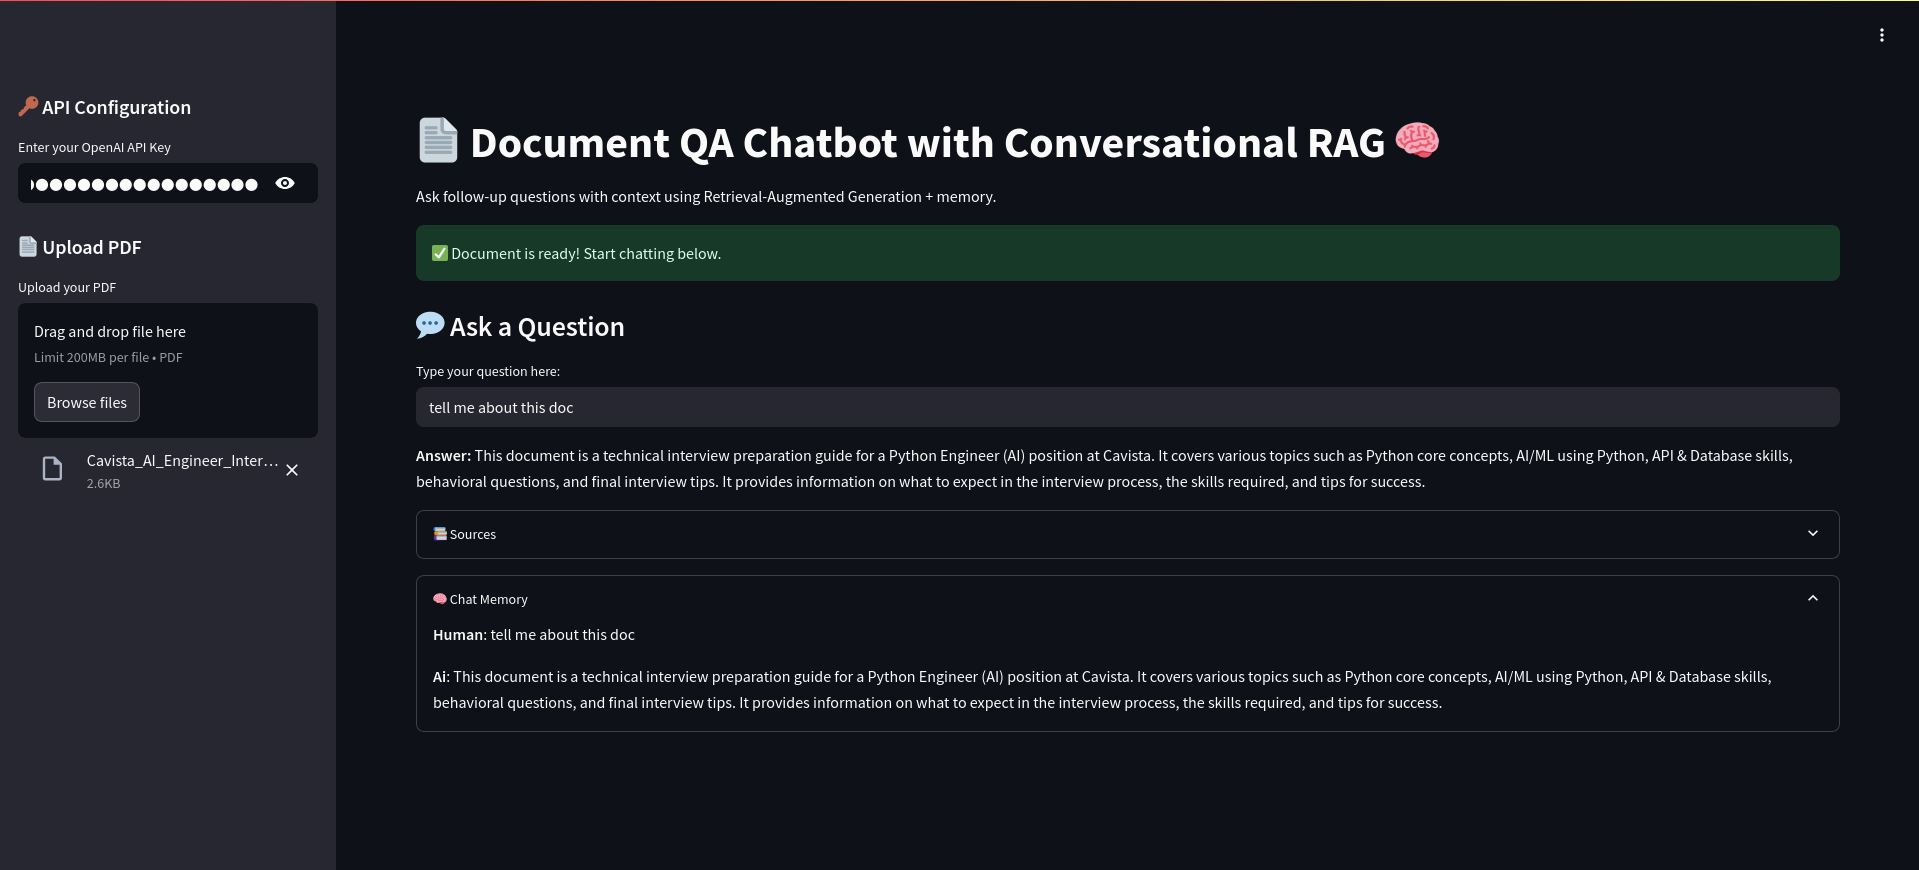 API Configuration
Enter your OpenAI API Key
Upload PDF
Upload your PDF
Drag and drop file here
Limit 200MB per file • PDF
Browse files
Cavista_AI_Engineer_Inter...
2.6KB
Document QA Chatbot with Conversational RAG
Ask follow-up questions with context using Retrieval-Augmented Generation + memory.
Document is ready! Start chatting below.
Ask a Question
Type your question here:
tell me about this doc
Answer: This document is a technical interview preparation guide for a Python Engineer (AI) position at Cavista. It covers various topics such as Python core concepts, AI/ML using Python, API & Database skills,
behavioral questions, and final interview tips. It provides information on what to expect in the interview process, the skills required, and tips for success.
Sources
Chat Memory
Human: tell me about this doc
Ai: This document is a technical interview preparation guide for a Python Engineer (AI) position at Cavista. It covers various topics such as Python core concepts, AI/ML using Python, API & Database skills,
behavioral questions, and final interview tips. It provides information on what to expect in the interview process, the skills required, and tips for success.